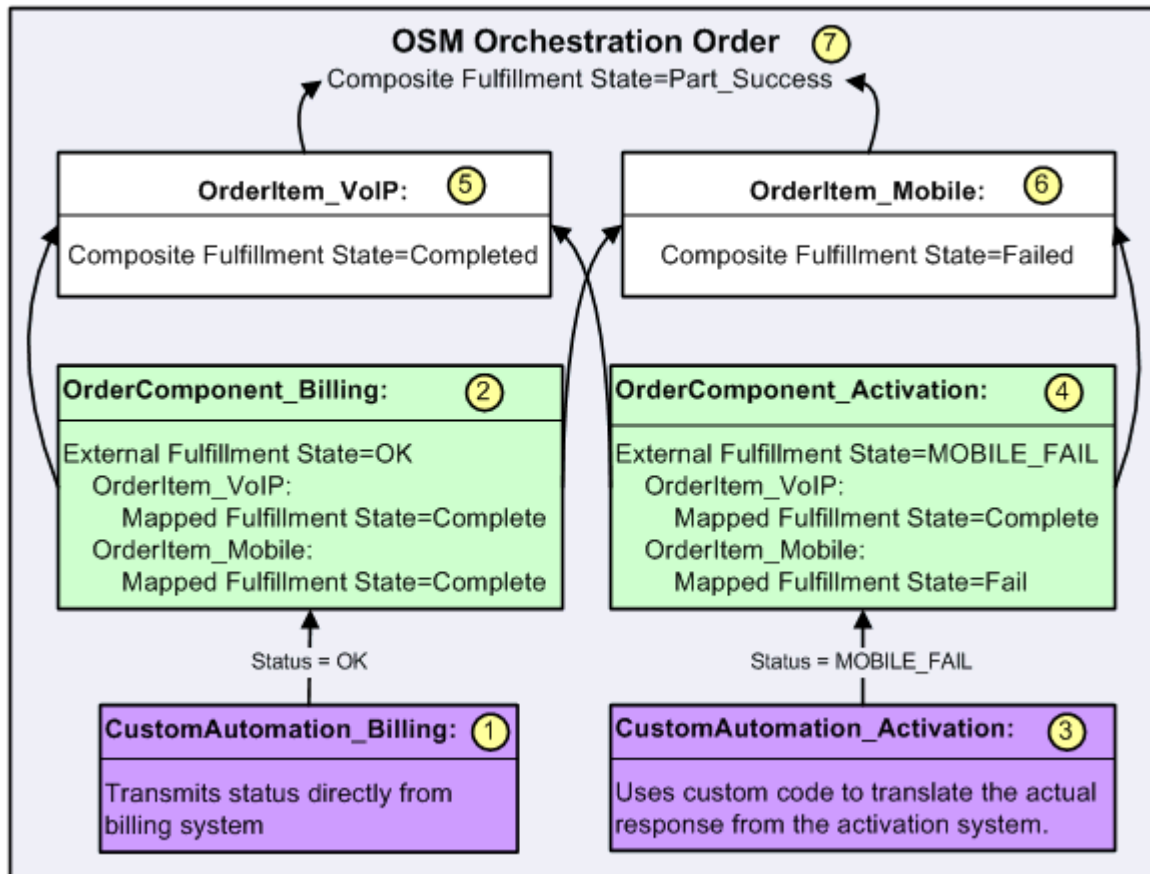 OSM Orchestration Order 7
Composite Fulfillment State=Part_Success
OrderItem_VoIP: 5
Composite Fulfillment State=Completed
OrderItem_Mobile: 6
Composite Fulfillment State=Failed
OrderComponent_Billing: 2
External Fulfillment State=OK
OrderItem_VoIP:
Mapped Fulfillment State=Complete
OrderItem_Mobile:
Mapped Fulfillment State=Complete
OrderComponent_Activation: 4
External Fulfillment State=MOBILE_FAIL
OrderItem_VoIP:
Mapped Fulfillment State=Complete
OrderItem_Mobile:
Mapped Fulfillment State=Fail
Status = OK
Status = MOBILE_FAIL
CustomAutomation_Billing: 1
Transmits status directly from
billing system
CustomAutomation_Activation: 3
Uses custom code to translate the actual
response from the activation system.